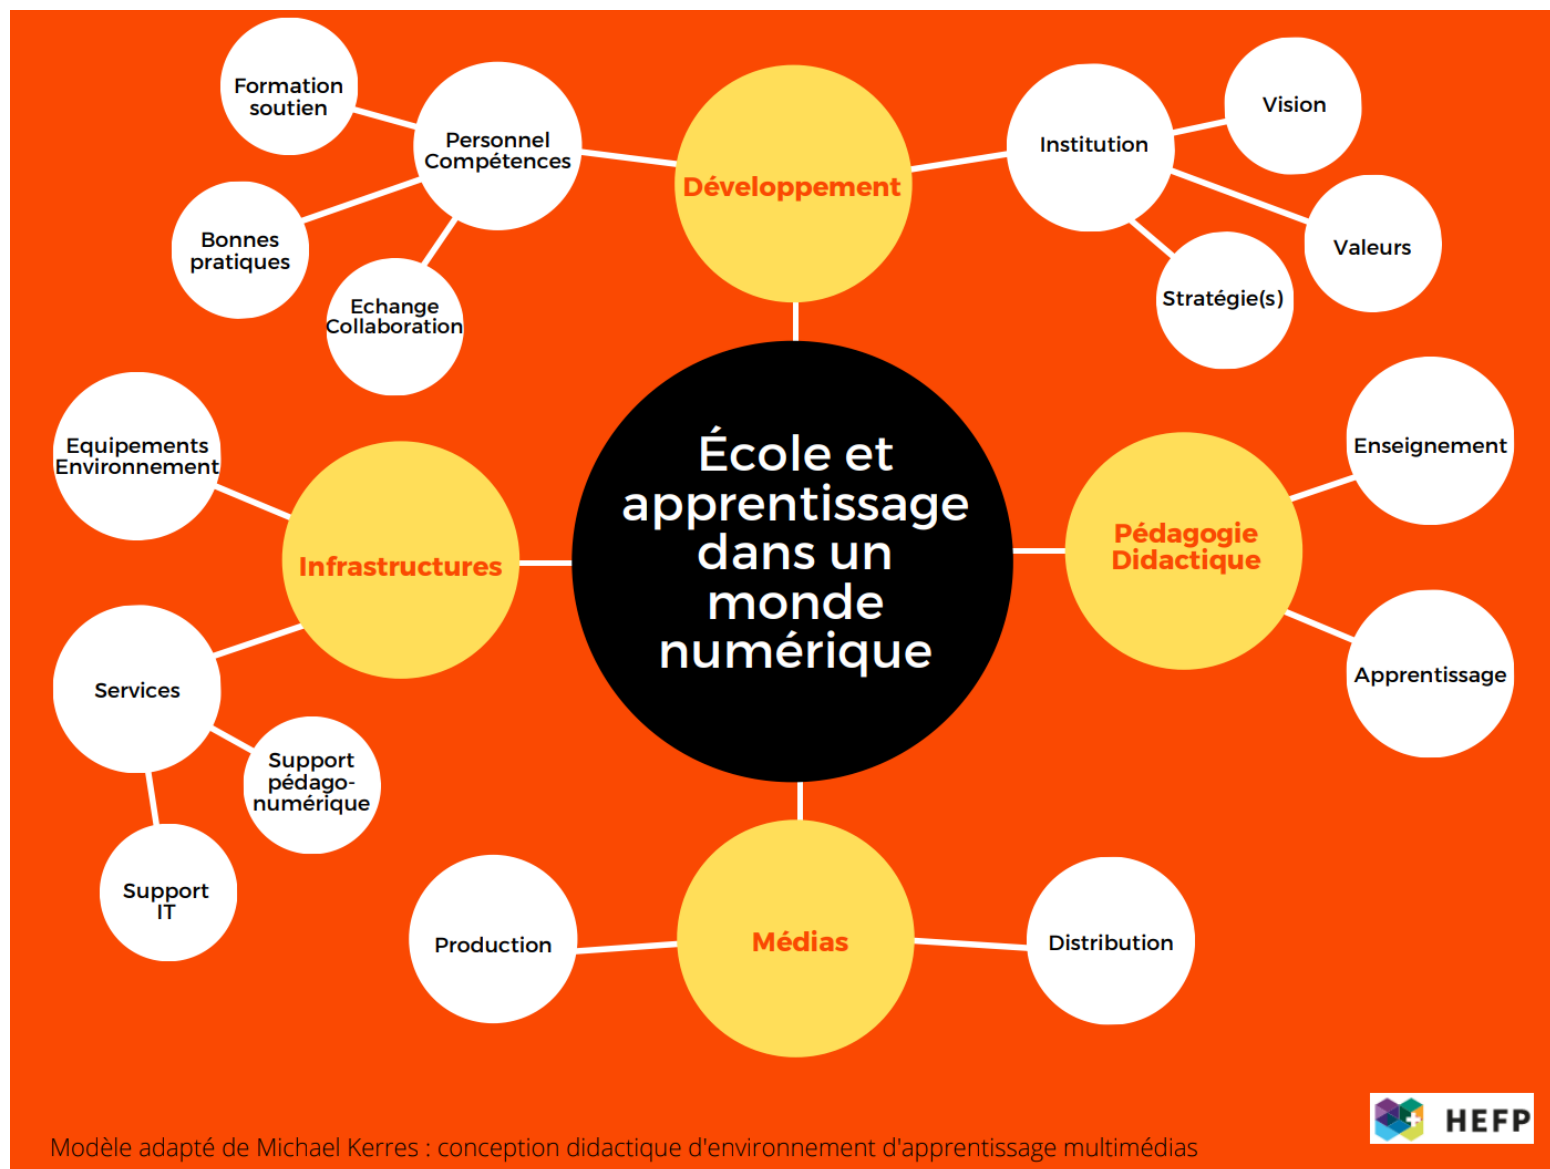 Formation
soutien
Personnel
Compétences
Bonnes
pratiques
Echange
Collaboration
Développement
Institution
Vision
Valeurs
Stratégie(s)
Equipements
Environnement
Infrastructures
Services
Support
pédago-
numérique
Support
IT
École et
apprentissage
dans un
monde
numérique
Pédagogie
Didactique
Enseignement
Apprentissage
Production
Médias
Distribution
Modèle adapté de Michael Kerres : conception didactique d'environnement d'apprentissage multimédias
HEFP